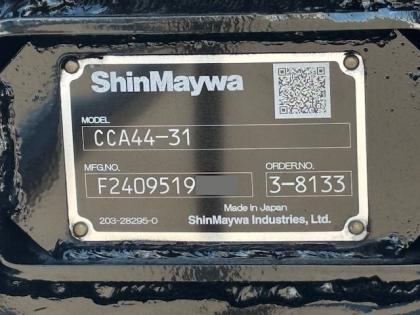 ShinMaywa
MODEL
CCA44-31
MFG.NO. ORDER.NO.
F2409519 3-8133
Made in Japan
203-28295-0 ShinMaywa Industries, Ltd.